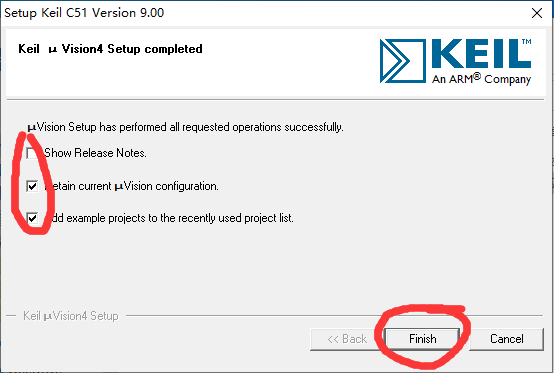 Setup Keil C51 Version 9.00
Keil µ Vision4 Setup completed
KEIL™
An ARM® Company
µVision Setup has performed all requested operations successfully.
Show Release Notes.
Retain current µVision configuration.
Add example projects to the recently used project list.
Keil µVision4 Setup
<< Back Finish Cancel